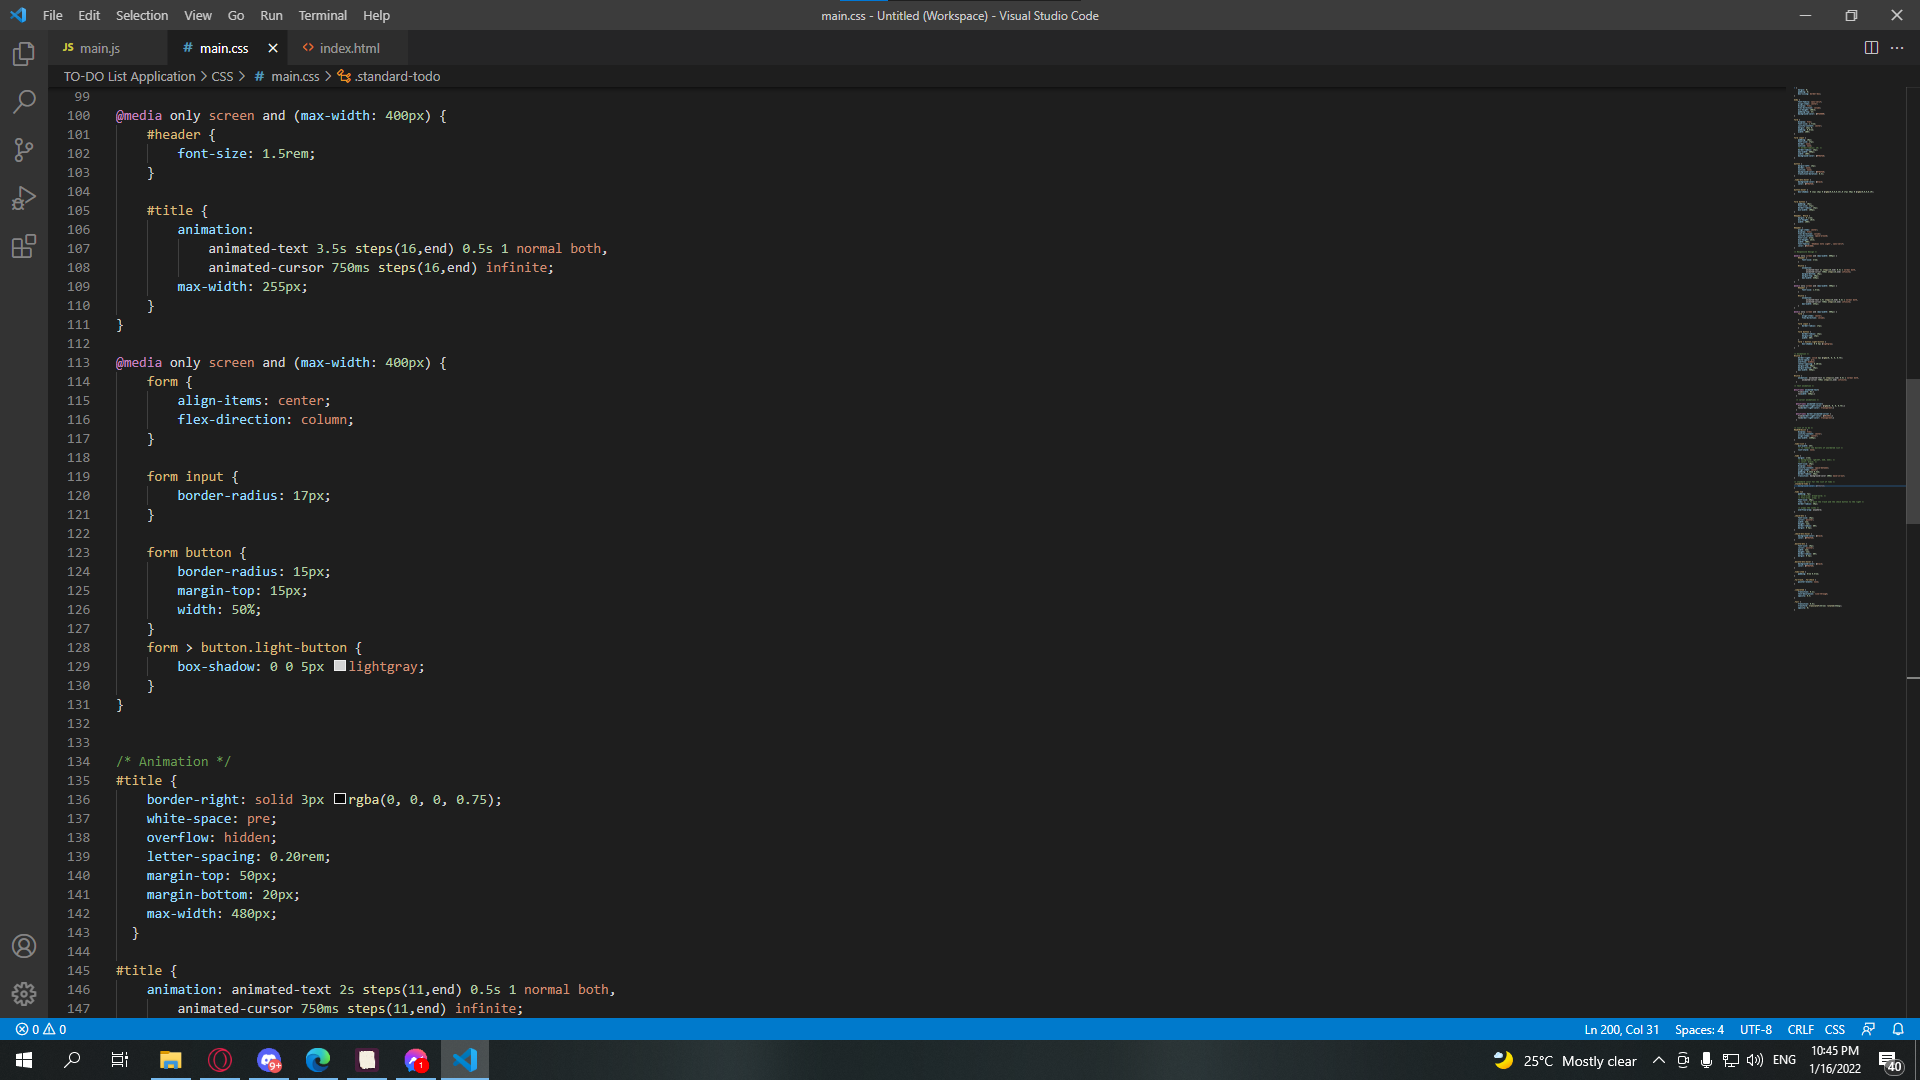 File Edit Selection View Go Run Terminal Help
main.css - Untitled (Workspace) - Visual Studio Code
JS main.js
# main.css
<> index.html
TO-DO List Application > CSS > # main.css > .standard-todo
99
100 @media only screen and (max-width: 400px) {
101 #header {
102 font-size: 1.5rem;
103 }
104
105 #title {
106 animation:
107 animated-text 3.5s steps(16,end) 0.5s 1 normal both,
108 animated-cursor 750ms steps(16,end) infinite;
109 max-width: 255px;
110 }
111 }
112
113 @media only screen and (max-width: 400px) {
114 form {
115 align-items: center;
116 flex-direction: column;
117 }
118
119 form input {
120 border-radius: 17px;
121 }
122
123 form button {
124 border-radius: 15px;
125 margin-top: 15px;
126 width: 50%;
127 }
128 form > button.light-button {
129 box-shadow: 0 0 5px lightgray;
130 }
131 }
132
133
134 /* Animation */
135 #title {
136 border-right: solid 3px rgba(0, 0, 0, 0.75);
137 white-space: pre;
138 overflow: hidden;
139 letter-spacing: 0.20rem;
140 margin-top: 50px;
141 margin-bottom: 20px;
142 max-width: 480px;
143 }
144
145 #title {
146 animation: animated-text 2s steps(11,end) 0.5s 1 normal both,
147 animated-cursor 750ms steps(11,end) infinite;
0 0
Ln 200, Col 31 Spaces: 4 UTF-8 CRLF CSS
9+
1
25°C Mostly clear
ENG
10:45 PM
1/16/2022
40